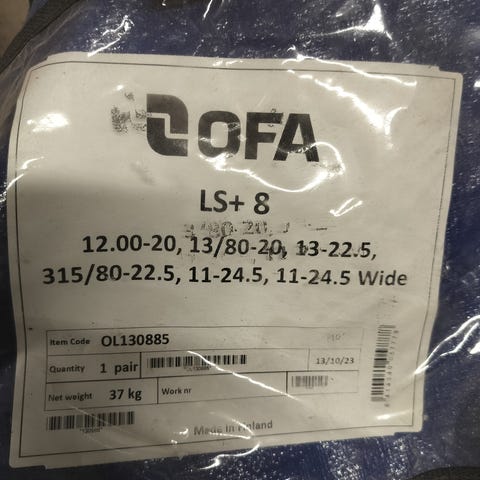 OFA
LS+ 8
12.00-20, 13/80-20, 13-22.5,
315/80-22.5, 11-24.5, 11-24.5 Wide
Item Code OL130885
Quantity 1 pair 13/10/23
Net weight 37 kg Work nr
Made in Finland